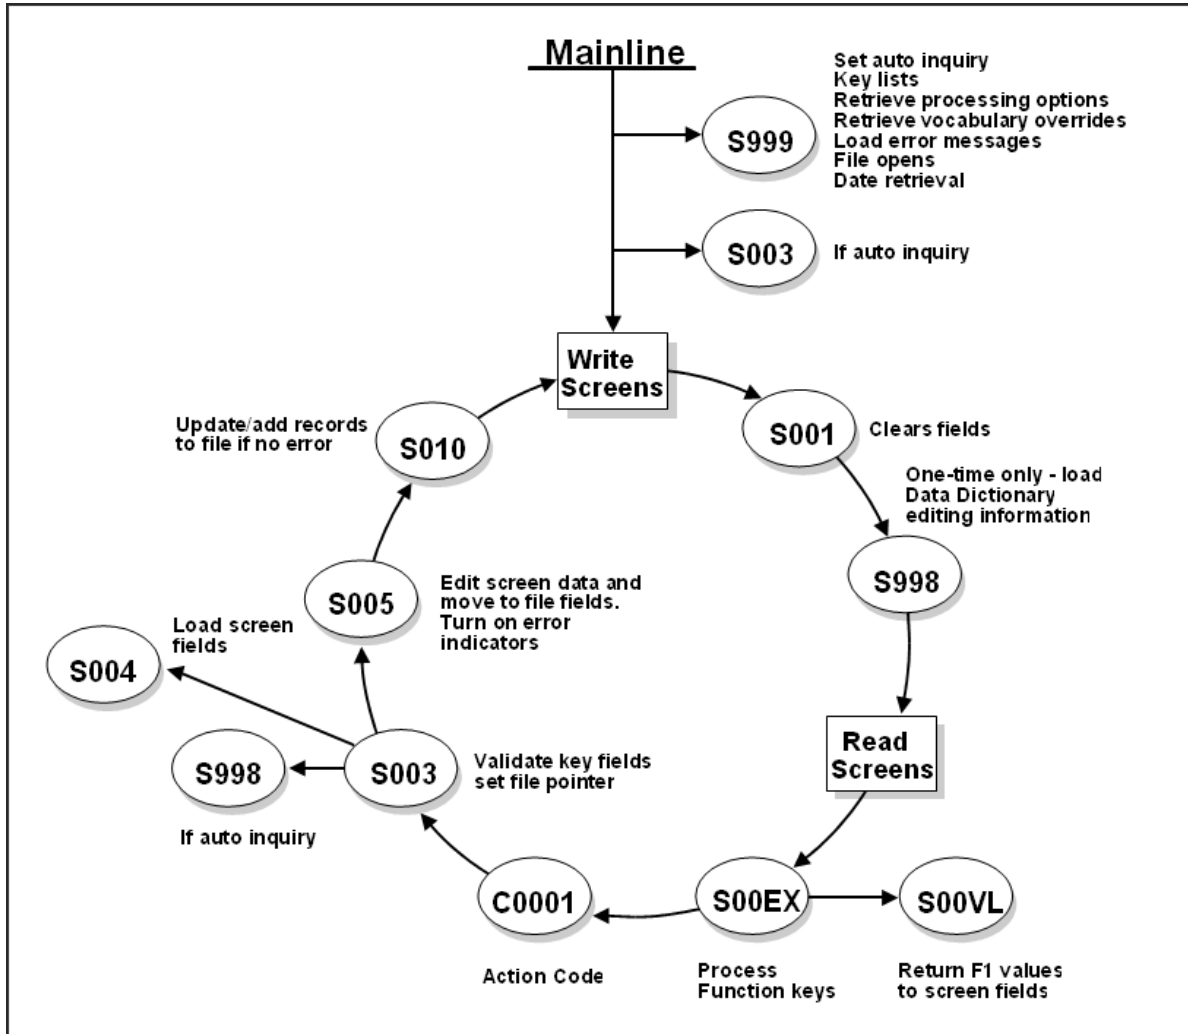 Mainline
Set auto inquiry
Key lists
Retrieve processing options
Retrieve vocabulary overrides
Load error messages
File opens
Date retrieval
S999
S003
If auto inquiry
Write
Screens
S001
Clears fields
One-time only - load
Data Dictionary
editing information
S998
Read
Screens
S00EX
Process
Function keys
S00VL
Return F1 values
to screen fields
C0001
Action Code
S003
Validate key fields
set file pointer
S998
If auto inquiry
S004
Load screen
fields
S005
Edit screen data and
move to file fields.
Turn on error
indicators
S010
Update/add records
to file if no error